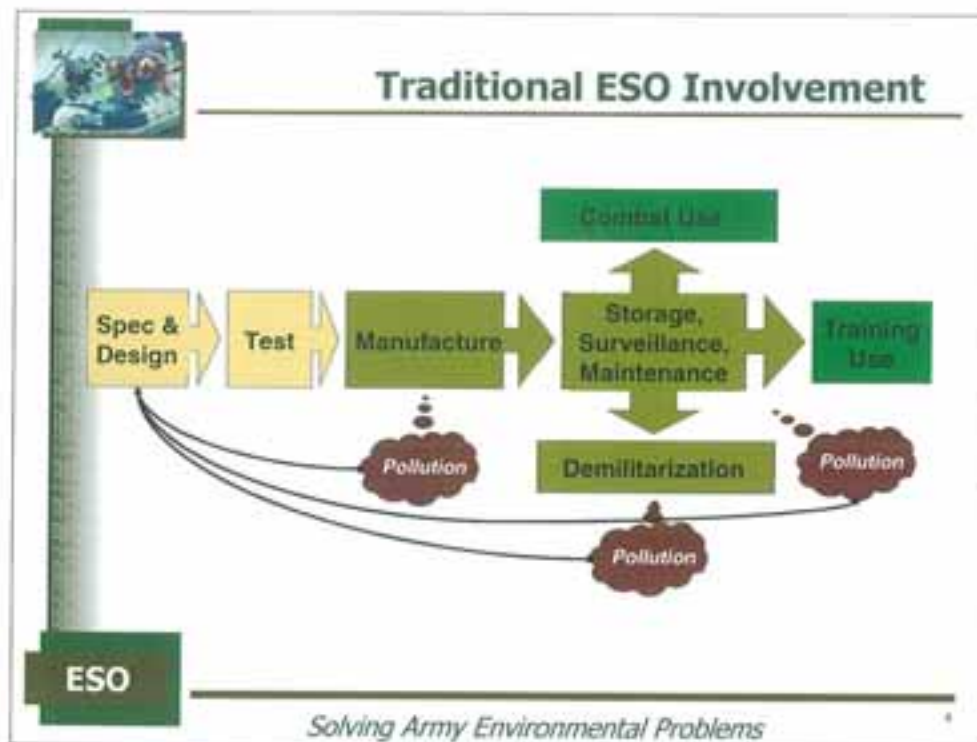 Traditional ESO Involvement
Combat Use
Spec &
Design
Test
Manufacture
Storage,
Surveillance,
Maintenance
Training
Use
Pollution
Demilitarization
Pollution
Pollution
ESO
Solving Army Environmental Problems